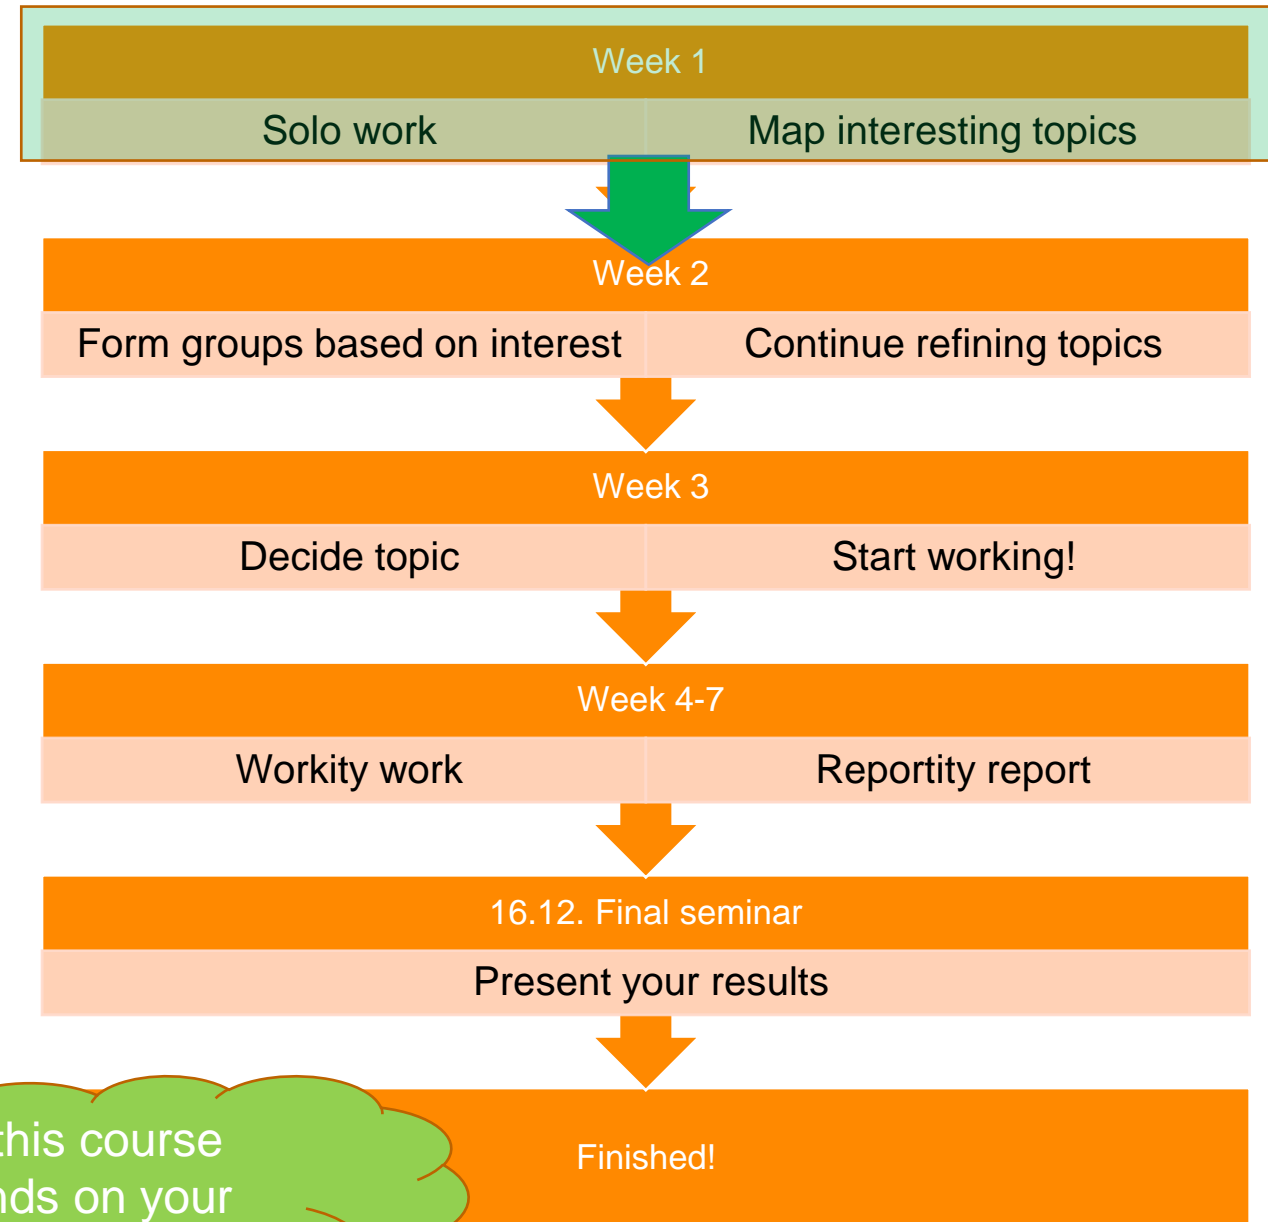 Week 1
Solo work
Map interesting topics
Week 2
Form groups based on interest
Continue refining topics
Week 3
Decide topic
Start working!
Week 4-7
Workity work
Reportity report
16.12. Final seminar
Present your results
this course
on your
Finished!